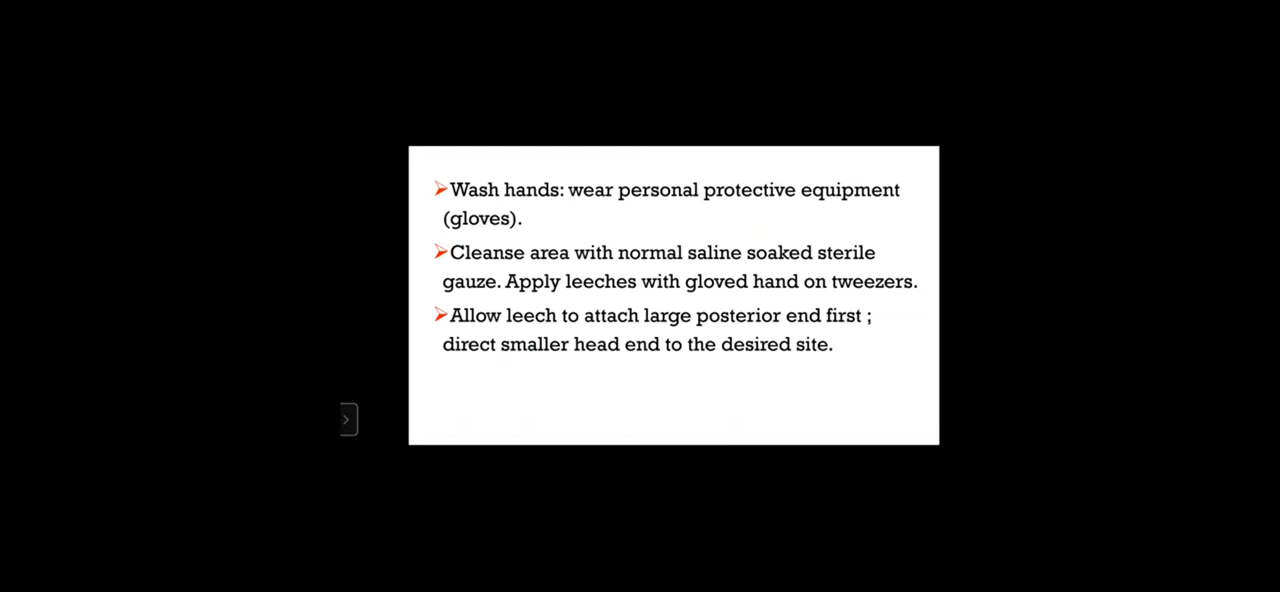 ➢Wash hands: wear personal protective equipment
(gloves).
➢Cleanse area with normal saline soaked sterile
gauze. Apply leeches with gloved hand on tweezers.
➢Allow leech to attach large posterior end first ;
direct smaller head end to the desired site.